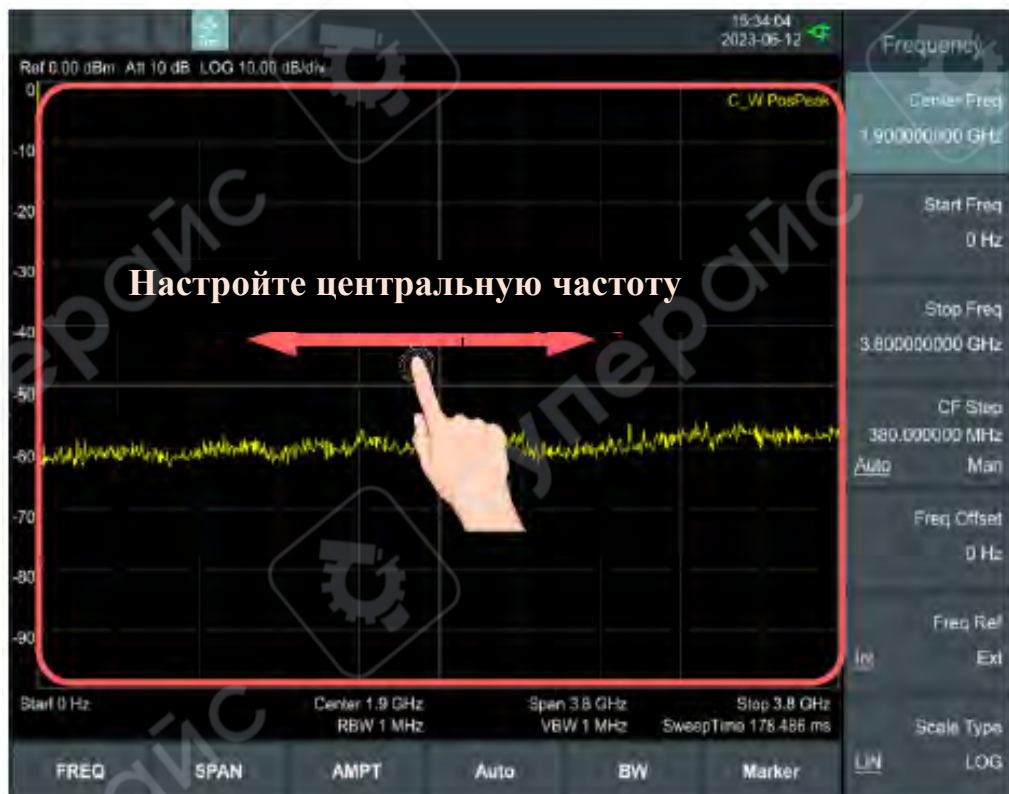 15:34:04
2023-06-12
Ref 0.00 dBm Att 10 dB LOG 10.00 dB/div
C_W PosPeak
0
-10
-20
-30
-40
-50
-60
-70
-80
-90
Настройте центральную частоту
Start 0 Hz
Center 1.9 GHz
Span 3.8 GHz
Stop 3.8 GHz
RBW 1 MHz
VBW 1 MHz
SweepTime 178.486 ms
FREQ
SPAN
AMPT
Auto
BW
Marker
Frequency
Center Freq
1.900000000 GHz
Start Freq
0 Hz
Stop Freq
3.800000000 GHz
CF Step
380.000000 MHz
Auto Man
Freq Offset
0 Hz
Freq Ref
Int Ext
Scale Type
LIN LOG